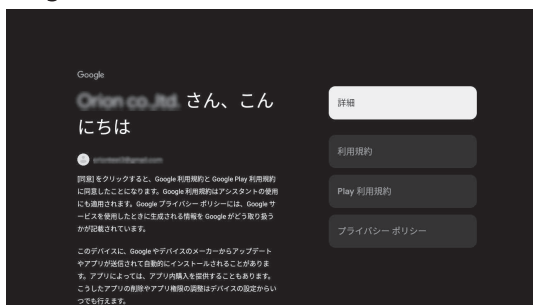 Google
さん、こん
にちは
[同意] をクリックすると、Google 利用規約と Google Play 利用規約
に同意したことになります。Google 利用規約はアシスタントの使用
にも適用されます。Google プライバシー ポリシーには、Google サ
ービスを使用したときに生成される情報を Google がどう取り扱う
かが記載されています。
このデバイスに、Google やデバイスのメーカーからアップデート
やアプリが送信されて自動的にインストールされることがありま
す。アプリによっては、アプリ内購入を提供することもあります。
こうしたアプリの削除やアプリ権限の調整はデバイスの設定からい
つでも行えます。
詳細
利用規約
Play 利用規約
プライバシー ポリシー